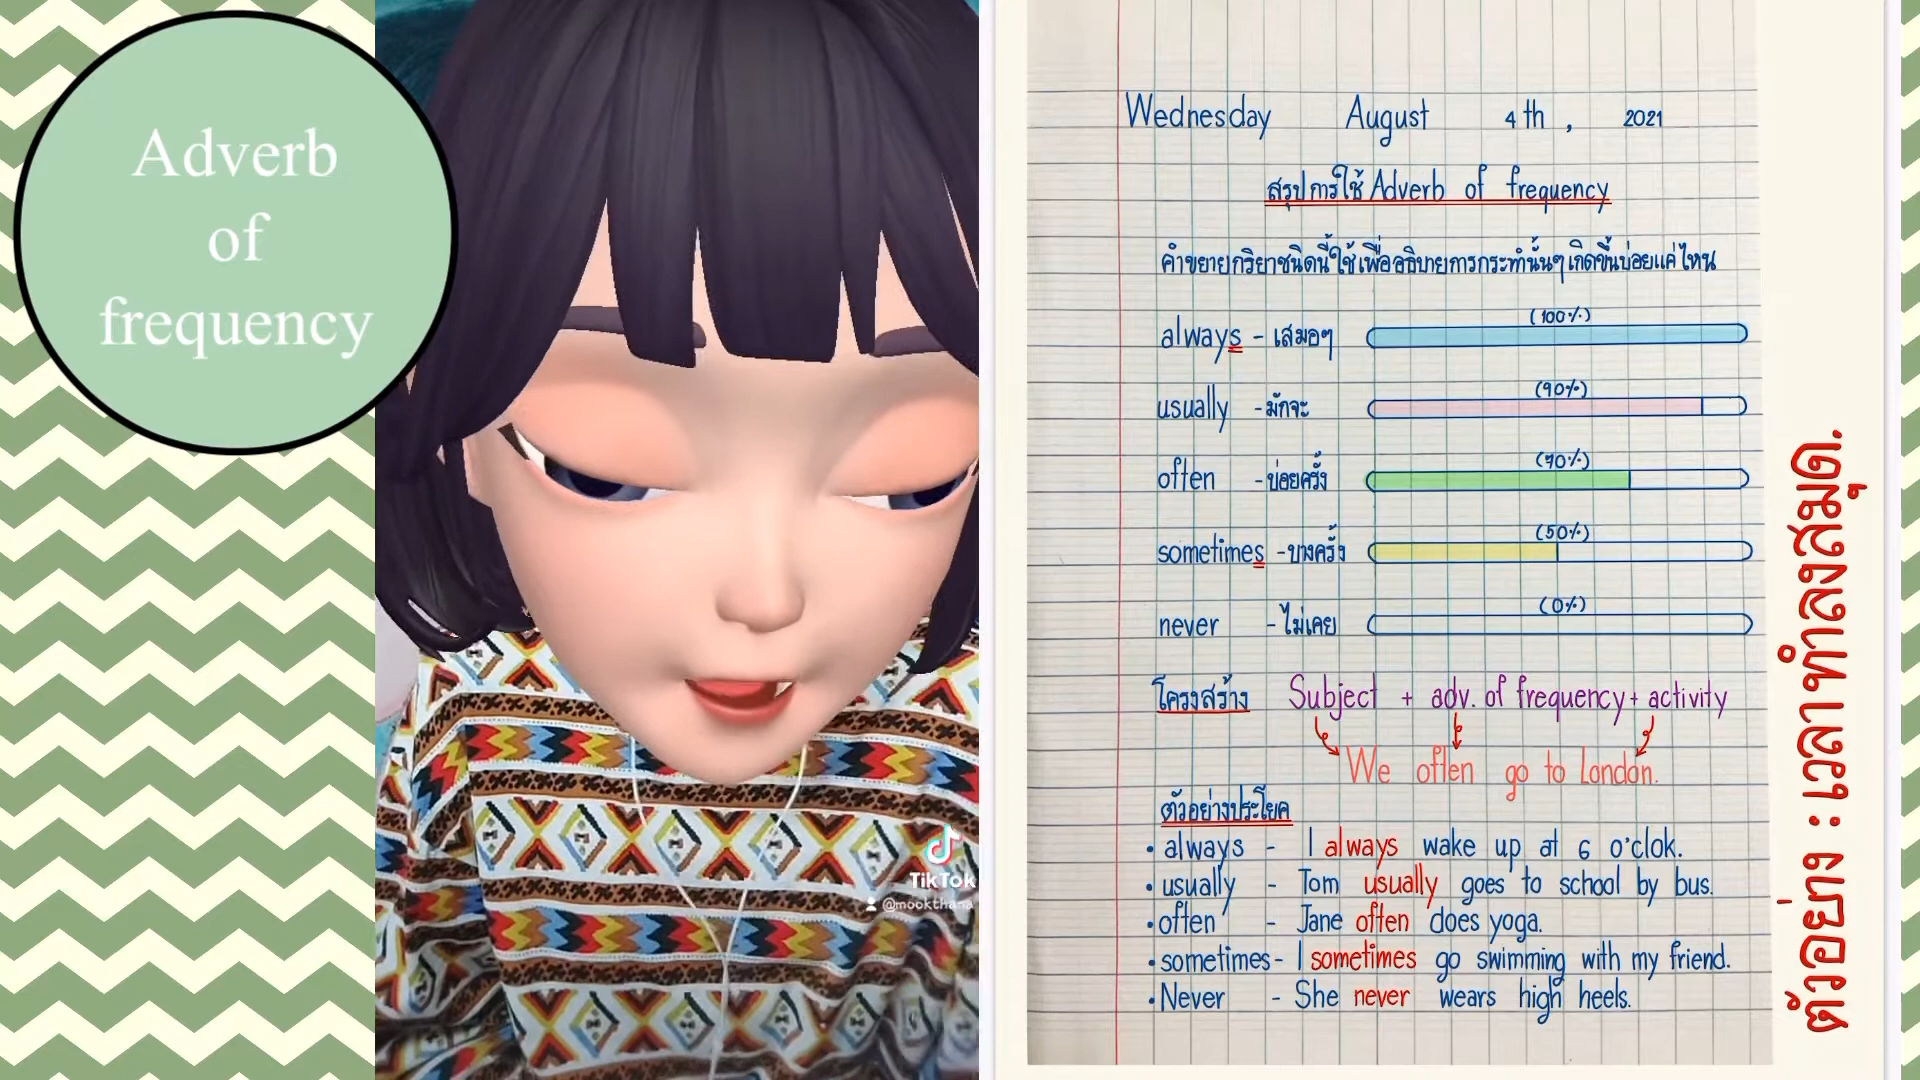 Adverb
of
frequency
TikTok
@mookthana
Wednesday August 4th, 2021
สรุปการใช้ Adverb of frequency
คำขยายกริยาชนิดนี้ใช้เพื่ออธิบายการกระทำนั้นๆเกิดขึ้นบ่อยแค่ไหน
always - เสมอๆ (100%)
usually - มักจะ (90%)
often - บ่อยครั้ง (70%)
sometimes - บางครั้ง (50%)
never - ไม่เคย (0%)
โครงสร้าง Subject + adv. of frequency + activity
We often go to London.
ตัวอย่างประโยค
• always - I always wake up at 6 o'clok.
• usually - Tom usually goes to school by bus.
• often - Jane often does yoga.
• sometimes - I sometimes go swimming with my friend.
• Never - She never wears high heels.
ตัวอย่าง : เวลาทำลงสมุด.